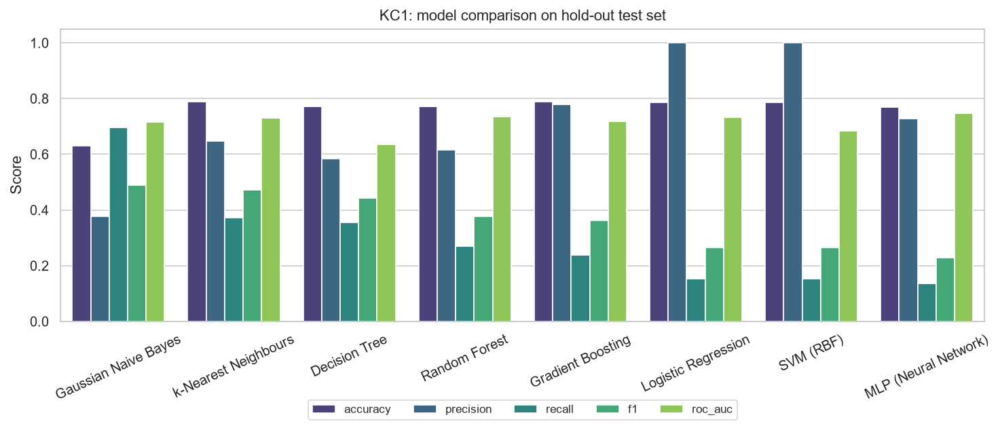 KC1: model comparison on hold-out test set
Score
1.0
0.8
0.6
0.4
0.2
0.0
Gaussian Naive Bayes
k-Nearest Neighbours
Decision Tree
Random Forest
Gradient Boosting
Logistic Regression
SVM (RBF)
MLP (Neural Network)
accuracy precision recall f1 roc_auc